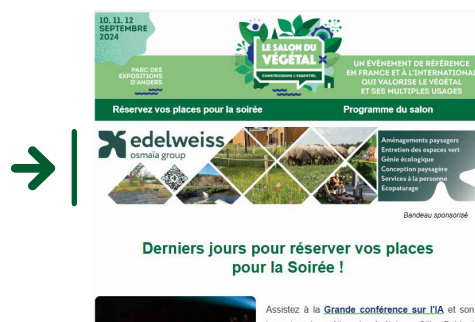 10, 11, 12
SEPTEMBRE
2024
PARC DES
EXPOSITIONS
D'ANGERS
LE SALON DU
VÉGÉTAL
CONSTRUISONS L'ESSENTIEL
UN ÉVÉNEMENT DE RÉFÉRENCE
EN FRANCE ET À L'INTERNATIONAL
QUI VALORISE LE VÉGÉTAL
ET SES MULTIPLES USAGES
Réservez vos places pour la soirée
Programme du salon
edelweiss
osmaïa group
Aménagements paysagers
Entretien des espaces vert
Génie écologique
Conception paysagère
Services à la personne
Ecopaturage
Bandeau sponsorisé
Derniers jours pour réserver vos places
pour la Soirée !
Assistez à la Grande conférence sur l'IA et son